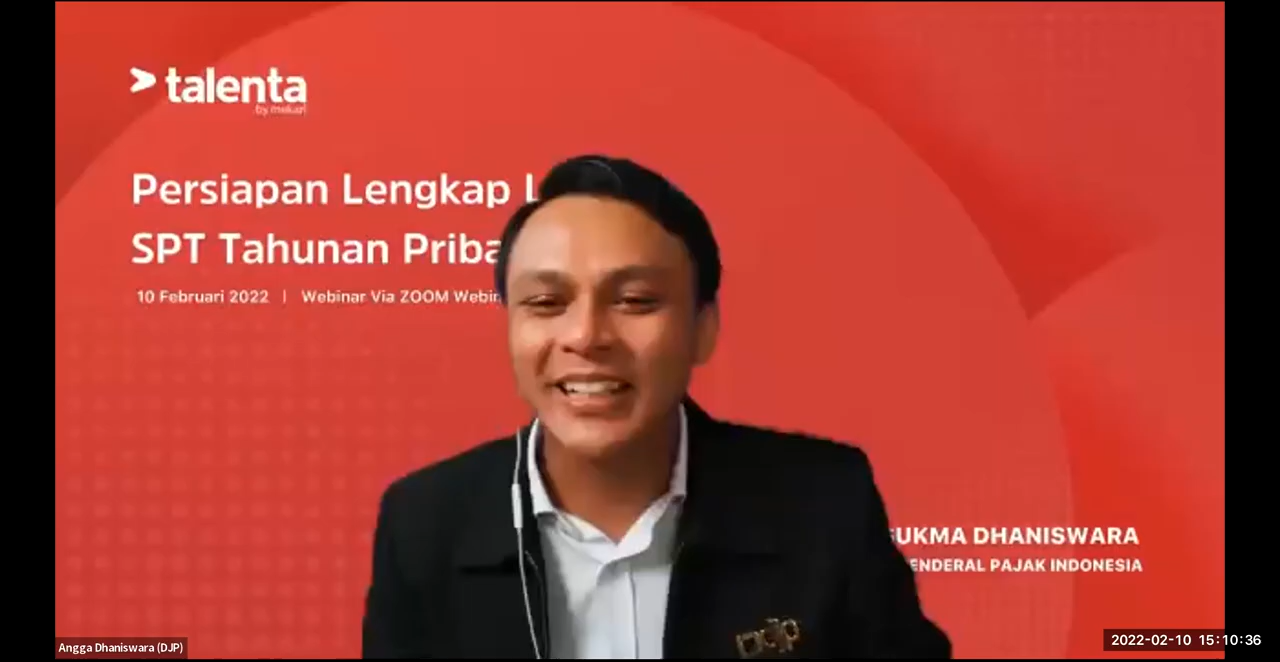 talenta
by mekari
Persiapan Lengkap L
SPT Tahunan Priba
10 Februari 2022 | Webinar Via ZOOM Webin
SUKMA DHANISWARA
ENDERAL PAJAK INDONESIA
DJP
Angga Dhaniswara (DJP)
2022-02-10 15:10:36